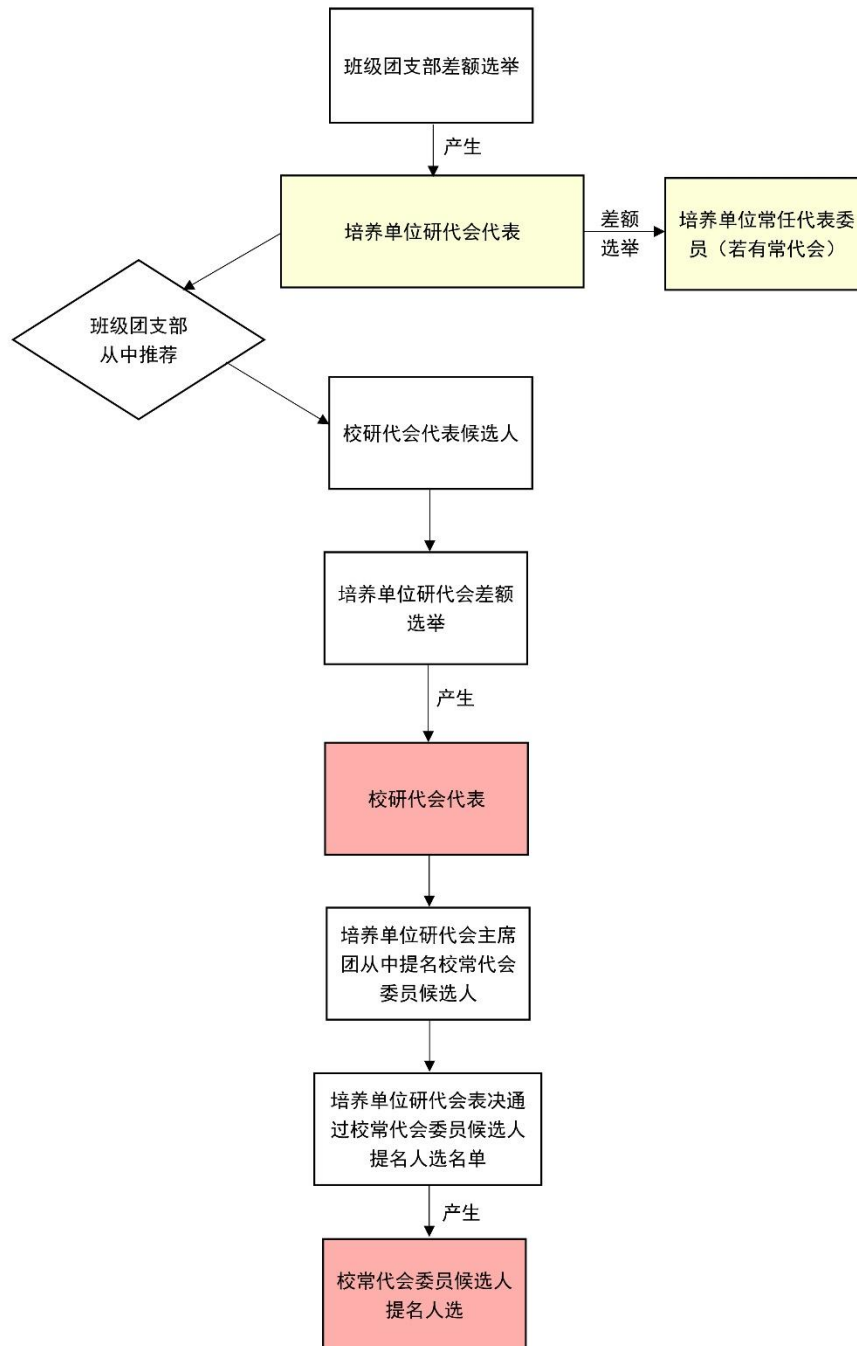 班级团支部差额选举
产生
培养单位研代会代表
差额
选举
培养单位常任代表委
员（若有常代会）
班级团支部
从中推荐
校研代会代表候选人
培养单位研代会差额
选举
产生
校研代会代表
培养单位研代会主席
团从中提名校常代会
委员候选人
培养单位研代会表决通
过校常代会委员候选人
提名人选名单
产生
校常代会委员候选人
提名人选